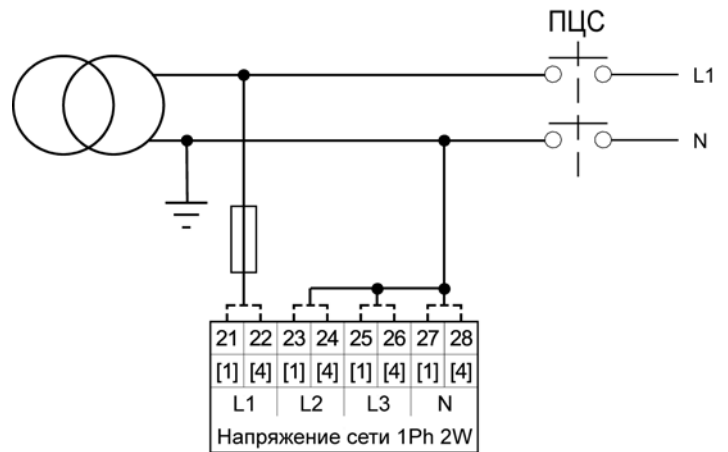 ПЦС
L1
N
21 22 23 24 25 26 27 28
[1] [4] [1] [4] [1] [4] [1] [4]
L1 L2 L3 N
Напряжение сети 1Ph 2W